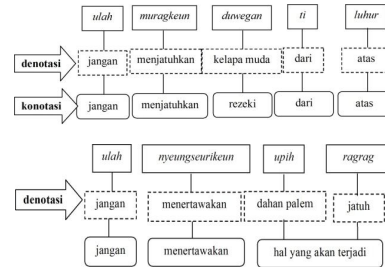 ulah muragkeun duwegan ti luhur
denotasi jangan menjatuhkan kelapa muda dari atas
konotasi jangan menjatuhkan rezeki dari atas
ulah nyeungseurikeun upih ragrag
denotasi jangan menertawakan dahan palem jatuh
jangan menertawakan hal yang akan terjadi